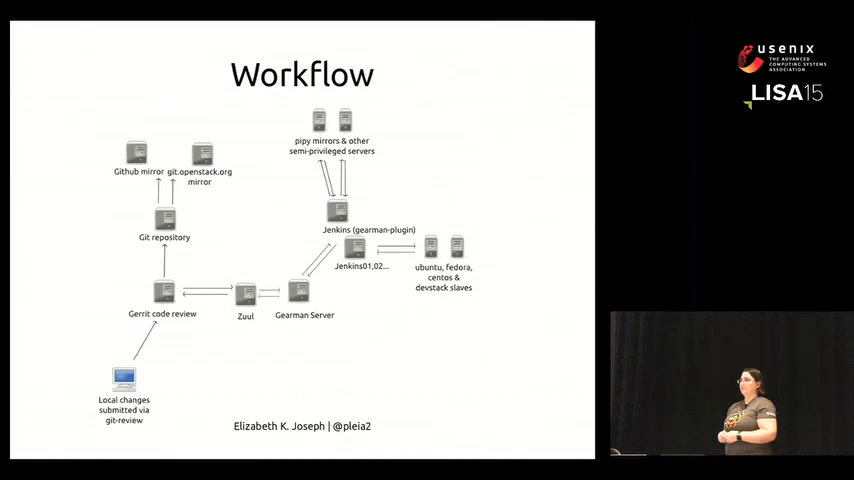 Workflow
pipy mirrors & other
semi-privileged servers
Github mirror
git.openstack.org
mirror
Git repository
Jenkins (gearman-plugin)
Jenkins01,02...
ubuntu, fedora,
centos &
devstack slaves
Gerrit code review
Zuul
Gearman Server
Local changes
submitted via
git-review
Elizabeth K. Joseph | @pleia2
usenix
THE ADVANCED
COMPUTING SYSTEMS
ASSOCIATION
LISA15